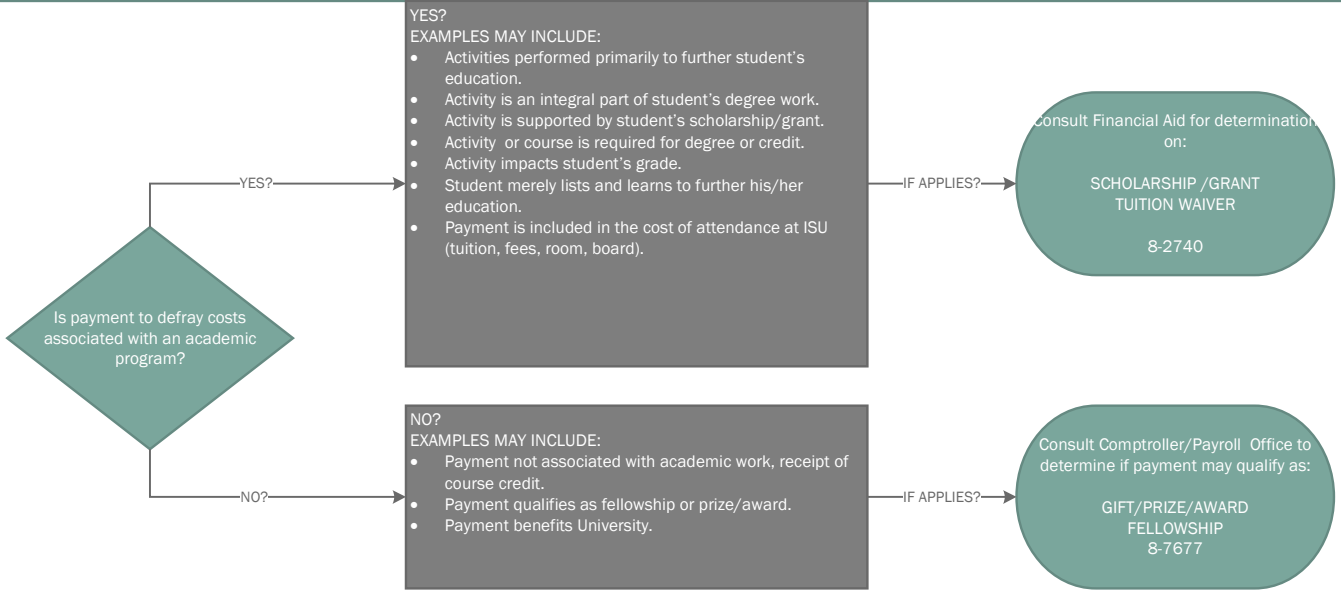 YES?
EXAMPLES MAY INCLUDE:
• Activities performed primarily to further student’s
education.
• Activity is an integral part of student’s degree work.
• Activity is supported by student’s scholarship/grant.
• Activity or course is required for degree or credit.
• Activity impacts student’s grade.
• Student merely lists and learns to further his/her
education.
• Payment is included in the cost of attendance at ISU
(tuition, fees, room, board).
Consult Financial Aid for determination
on:
SCHOLARSHIP /GRANT
TUITION WAIVER
8-2740
YES?
IF APPLIES?
Is payment to defray costs
associated with an academic
program?
NO?
EXAMPLES MAY INCLUDE:
• Payment not associated with academic work, receipt of
course credit.
• Payment qualifies as fellowship or prize/award.
• Payment benefits University.
Consult Comptroller/Payroll Office to
determine if payment may qualify as:
GIFT/PRIZE/AWARD
FELLOWSHIP
8-7677
NO?
IF APPLIES?